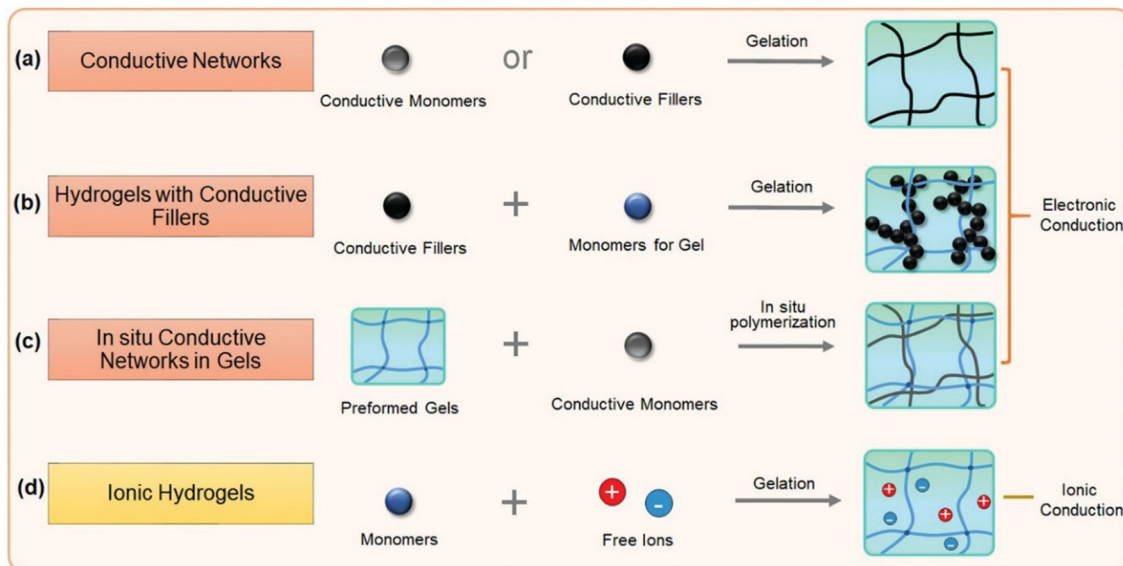 (a)
Conductive Networks
or
Gelation
Conductive Monomers
Conductive Fillers
(b)
Hydrogels with Conductive
Fillers
+
Gelation
Conductive Fillers
Monomers for Gel
Electronic
Conduction
(c)
In situ Conductive
Networks in Gels
+
In situ
polymerization
Preformed Gels
Conductive Monomers
(d)
Ionic Hydrogels
+
+
-
Gelation
Monomers
Free Ions
+
-
+
-
+
-
Ionic
Conduction